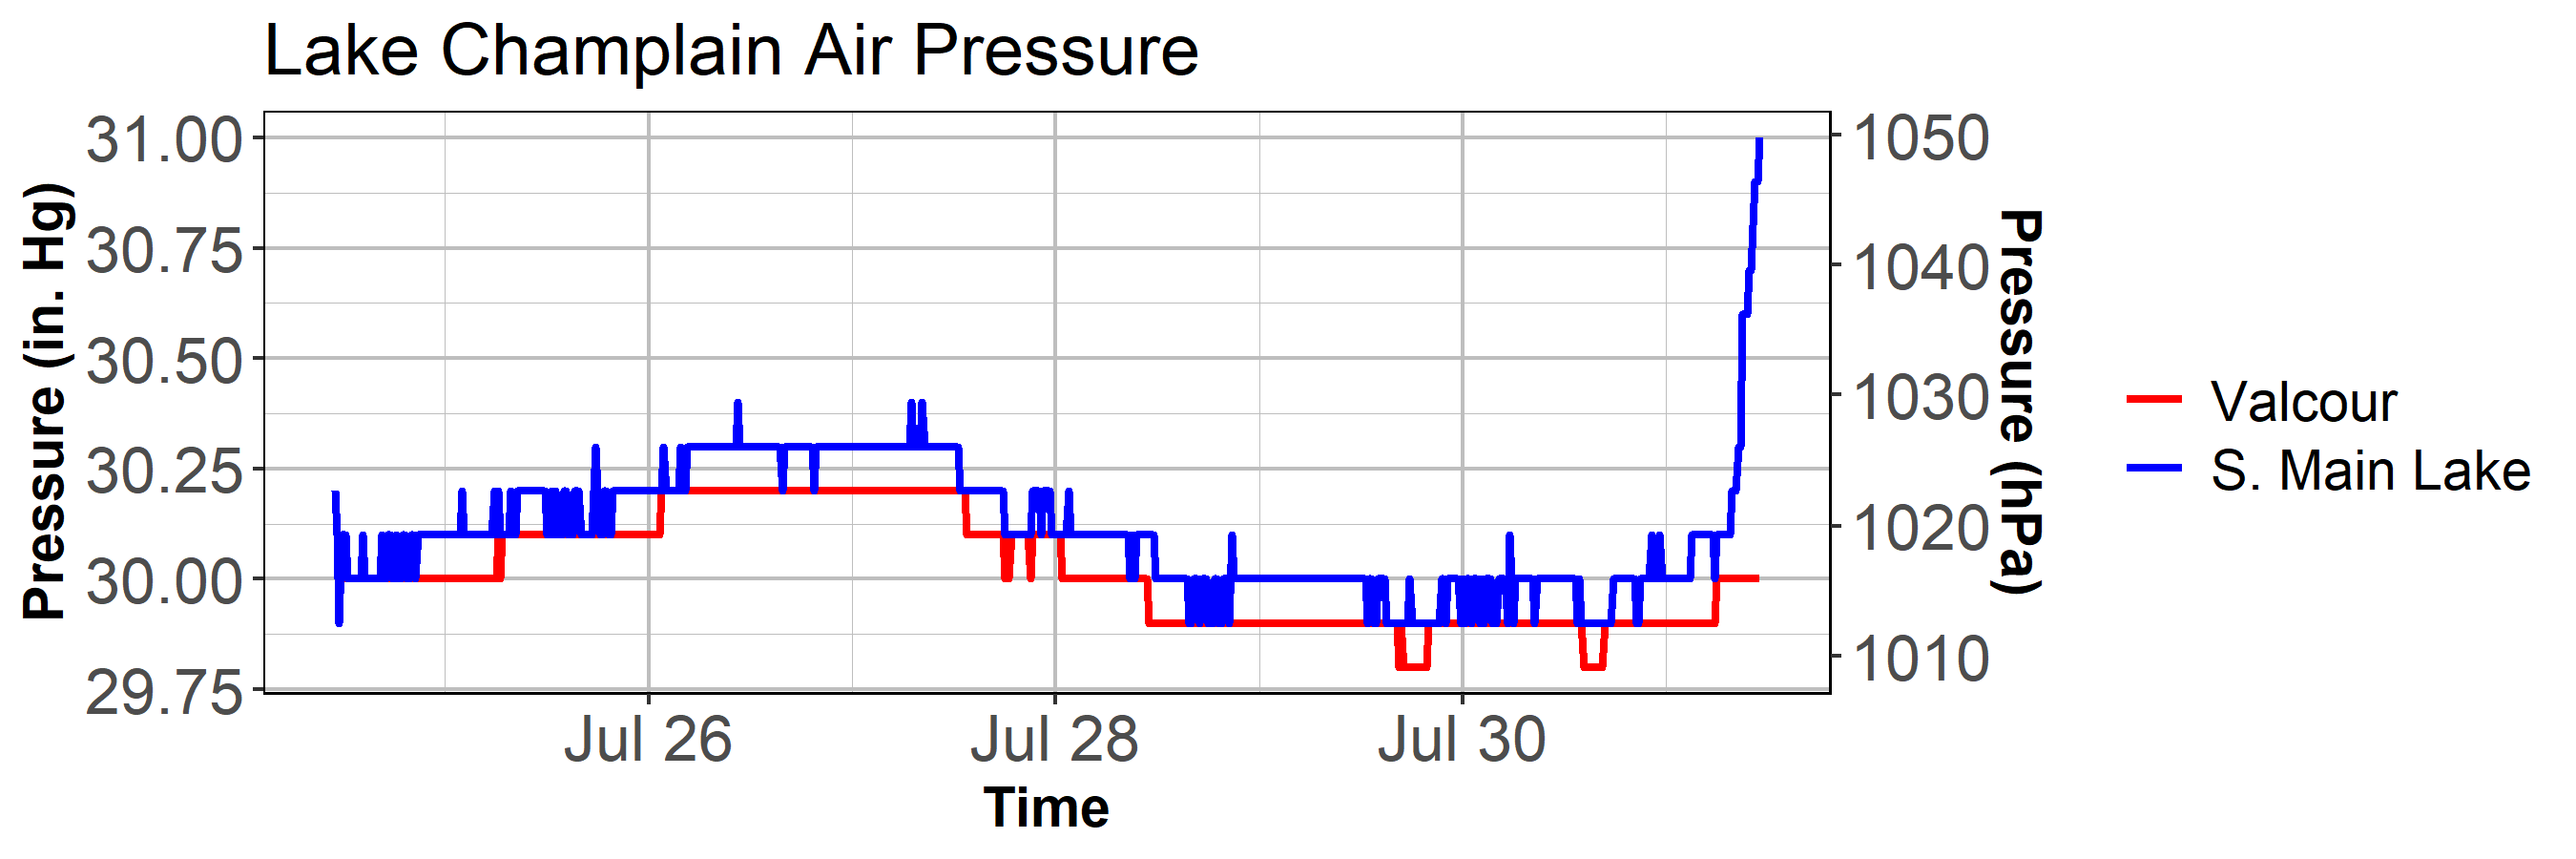 Lake Champlain Air Pressure
Pressure (in. Hg)
31.00
30.75
30.50
30.25
30.00
29.75
1050
1040
1030
1020
1010
Pressure (hPa)
Jul 26
Jul 28
Jul 30
Time
Valcour
S. Main Lake